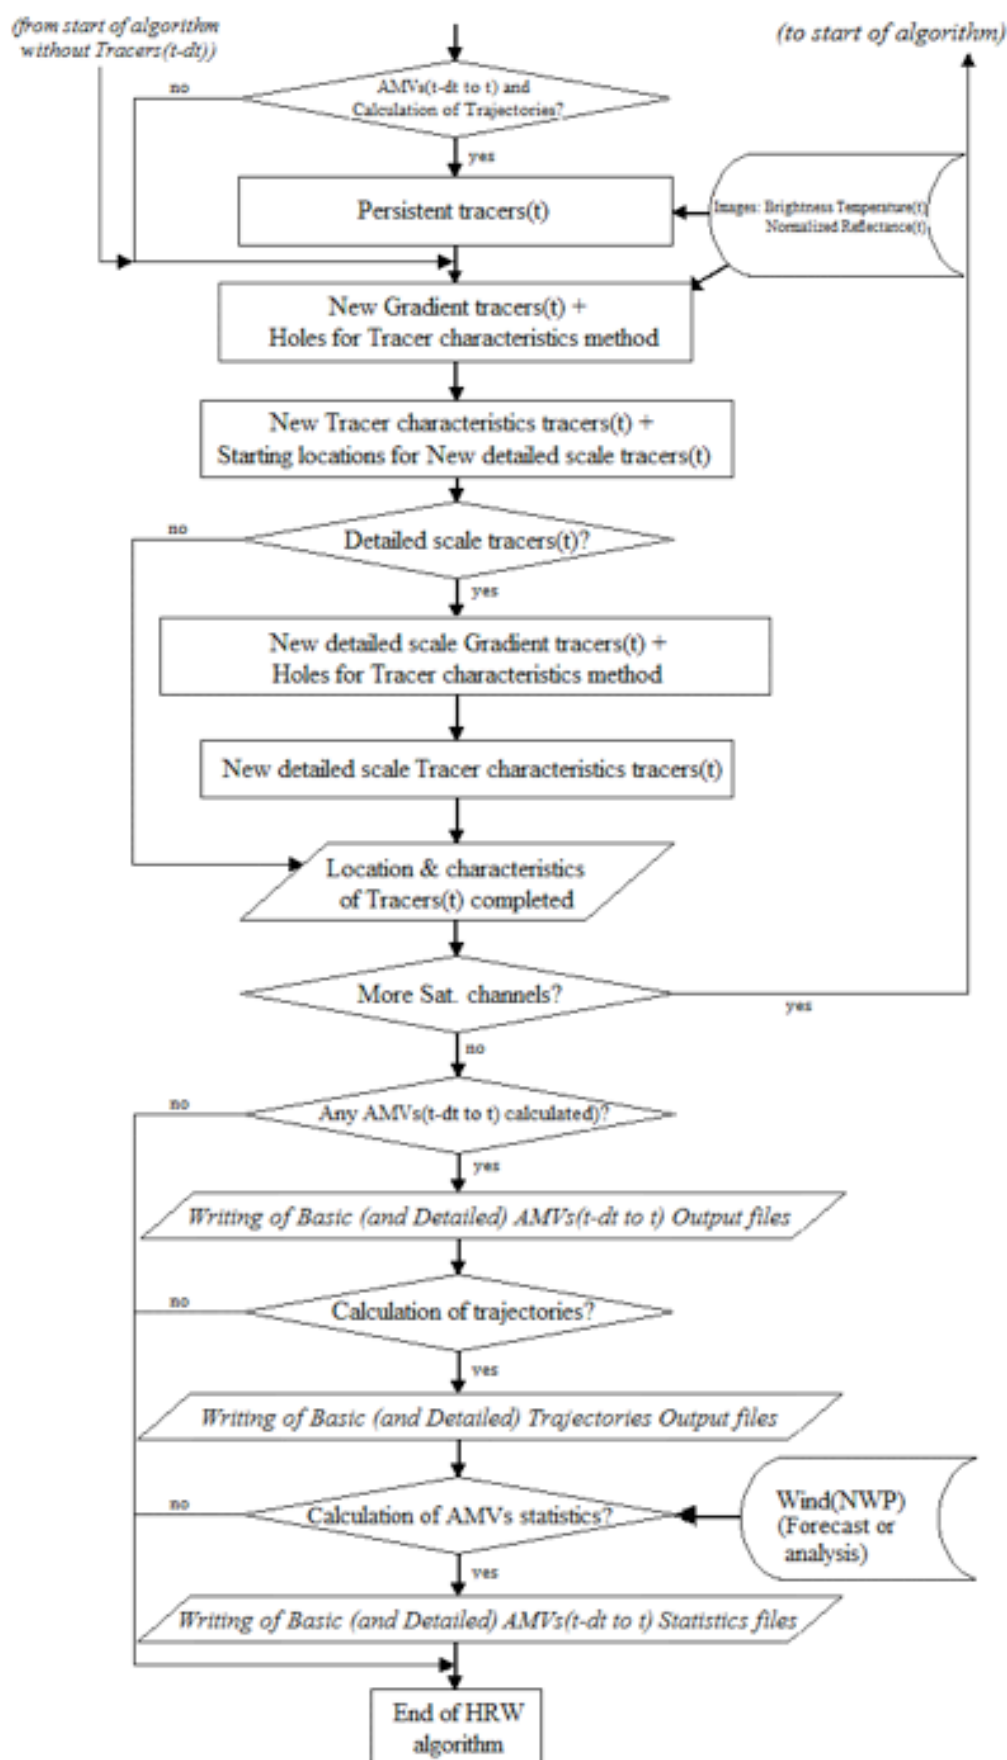 (from start of algorithm
without Tracers(t-dt))
(to start of algorithm)
AMVs(t-dt to t) and
Calculation of Trajectories?
no
yes
Persistent tracers(t)
Images: Brightness Temperature(t)
Normalized Reflectance(t)
New Gradient tracers(t) +
Holes for Tracer characteristics method
New Tracer characteristics tracers(t) +
Starting locations for New detailed scale tracers(t)
no
Detailed scale tracers(t)?
yes
New detailed scale Gradient tracers(t) +
Holes for Tracer characteristics method
New detailed scale Tracer characteristics tracers(t)
Location & characteristics
of Tracers(t) completed
More Sat. channels?
yes
no
no
Any AMVs(t-dt to t) calculated)?
yes
Writing of Basic (and Detailed) AMVs(t-dt to t) Output files
no
Calculation of trajectories?
yes
Writing of Basic (and Detailed) Trajectories Output files
no
Calculation of AMVs statistics?
Wind(NWP)
(Forecast or
analysis)
yes
Writing of Basic (and Detailed) AMVs(t-dt to t) Statistics files
End of HRW
algorithm